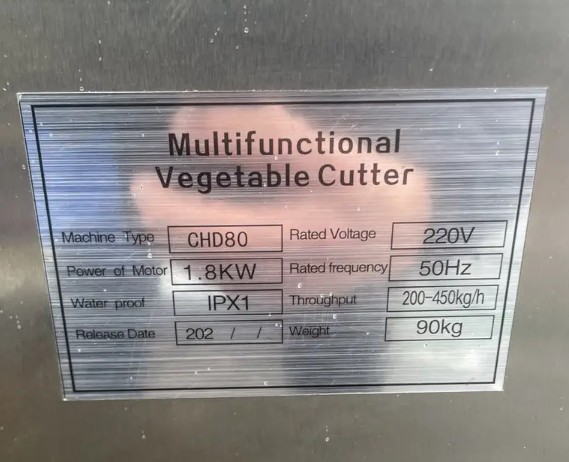 Multifunctional
Vegetable Cutter
Machine Type CHD80 Rated Voltage 220V
Power of Motor 1.8KW Rated frequency 50Hz
Water proof IPX1 Throughput 200-450kg/h
Release Date 202 / / Weight 90kg